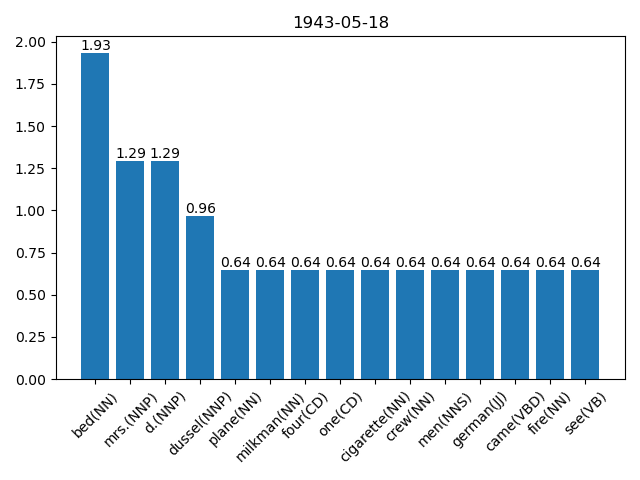 1943-05-18
2.00
1.75
1.50
1.25
1.00
0.75
0.50
0.25
0.00
1.93
1.29
1.29
0.96
0.64
0.64
0.64
0.64
0.64
0.64
0.64
0.64
0.64
0.64
0.64
bed(NN)
mrs.(NNP)
d.(NNP)
dussel(NNP)
plane(NN)
milkman(NN)
four(CD)
one(CD)
cigarette(NN)
crew(NN)
men(NNS)
german(JJ)
came(VBD)
fire(NN)
see(VB)